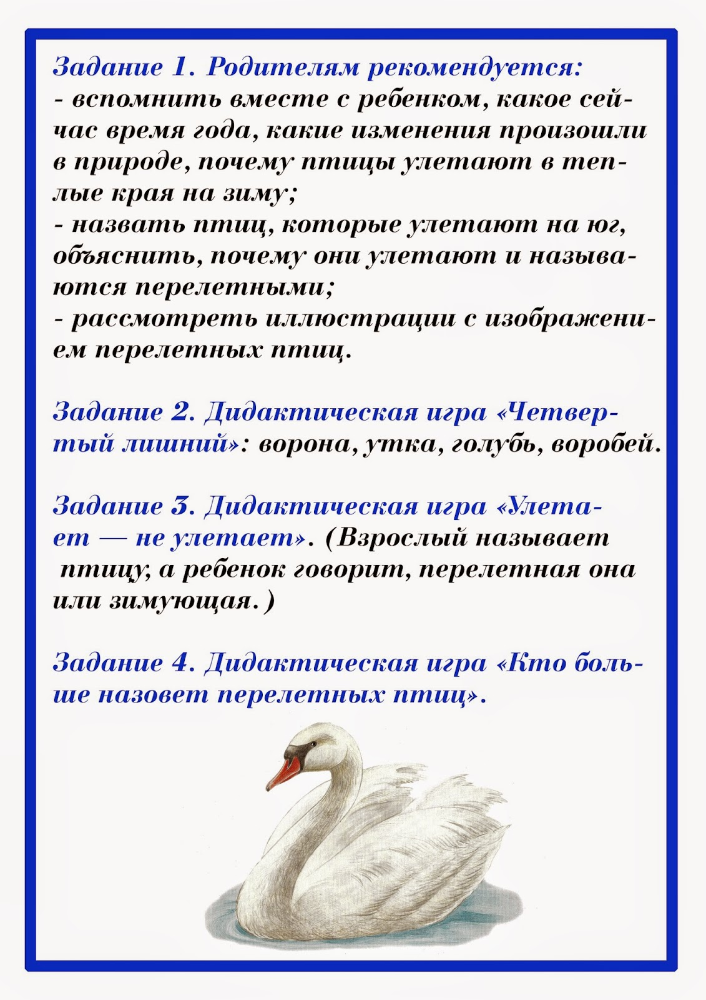 Задание 1. Родителям рекомендуется:
- вспомнить вместе с ребенком, какое сей-
час время года, какие изменения произошли
в природе, почему птицы улетают в теп-
лые края на зиму;
- назвать птиц, которые улетают на юг,
объяснить, почему они улетают и называ-
ются перелетными;
- рассмотреть иллюстрации с изображени-
ем перелетных птиц.
Задание 2. Дидактическая игра «Четвер-
тый лишний»: ворона, утка, голубь, воробей.
Задание 3. Дидактическая игра «Улета-
ет — не улетает». (Взрослый называет
птицу, а ребенок говорит, перелетная она
или зимующая. )
Задание 4. Дидактическая игра «Кто боль-
ше назовет перелетных птиц».